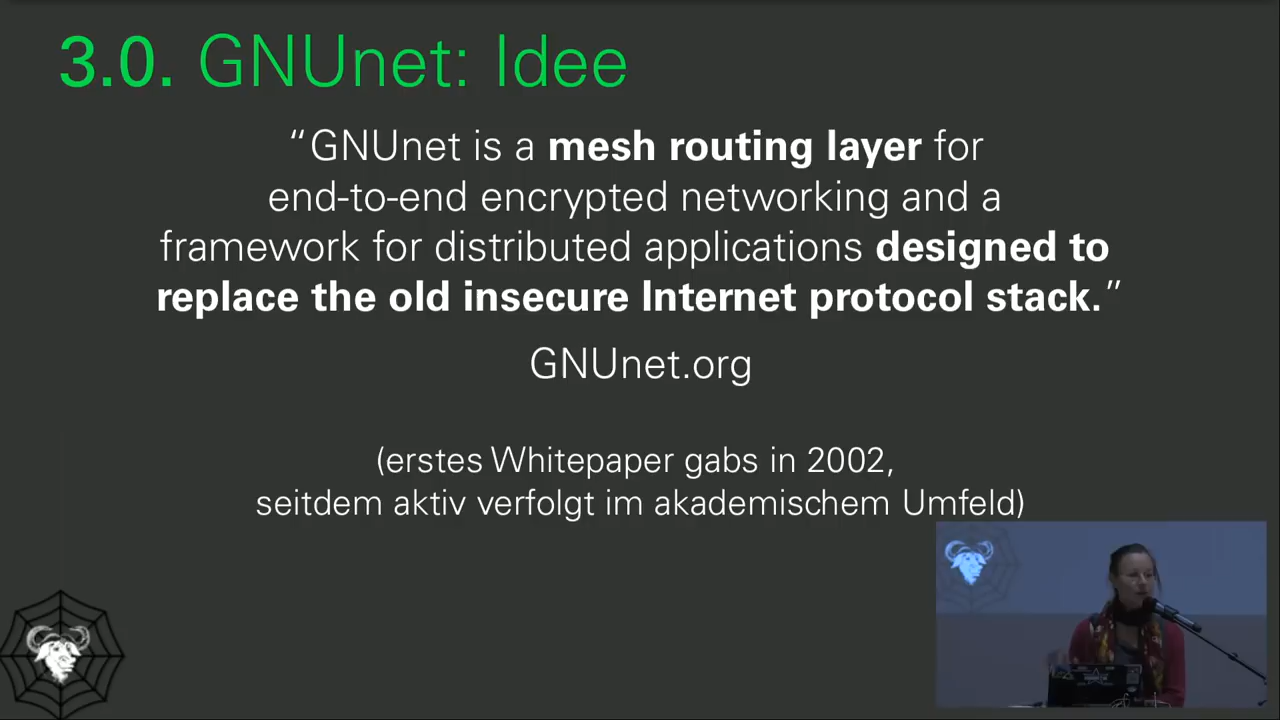 3.0. GNUnet: Idee
“GNUnet is a mesh routing layer for
end-to-end encrypted networking and a
framework for distributed applications designed to
replace the old insecure Internet protocol stack.”
GNUnet.org
(erstes Whitepaper gabs in 2002,
seitdem aktiv verfolgt im akademischem Umfeld)